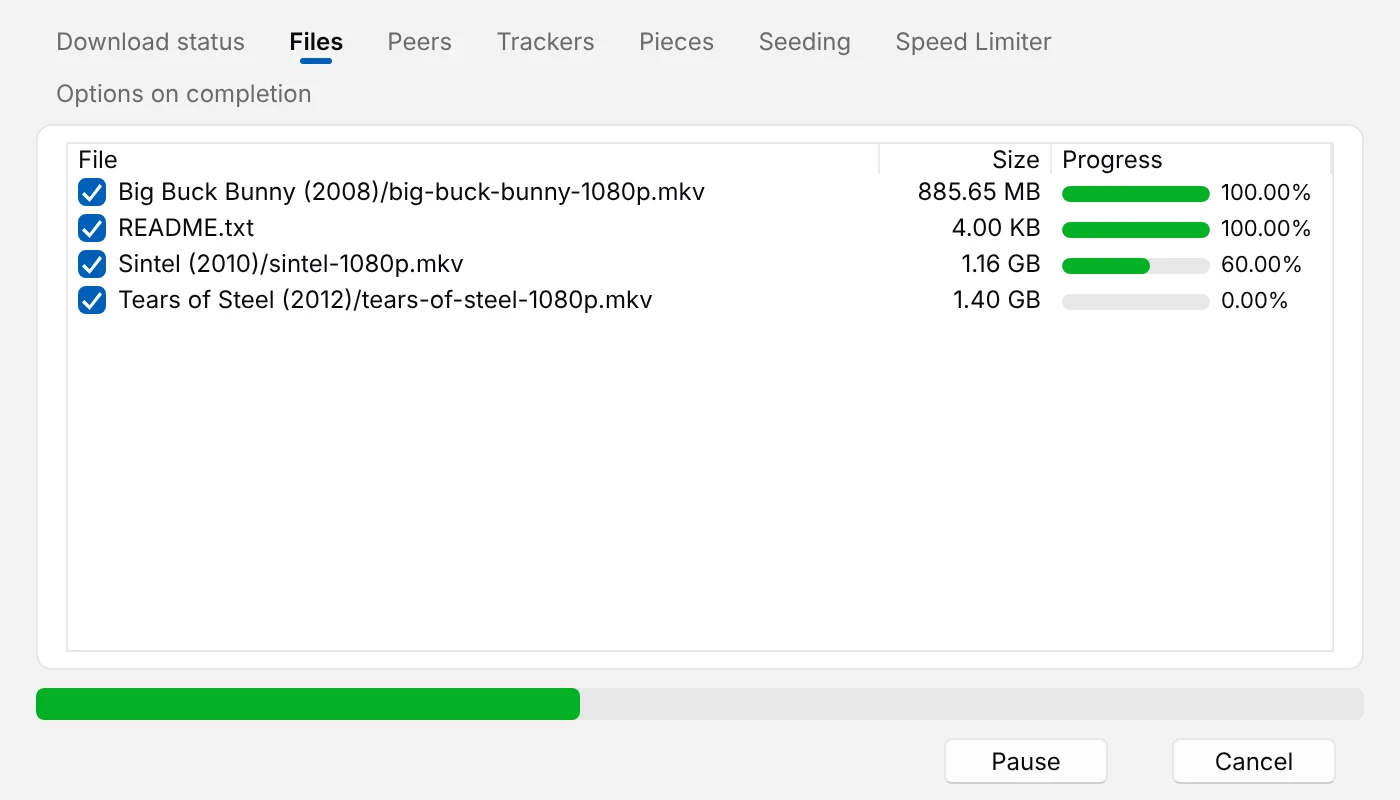 Download status Files Peers Trackers Pieces Seeding Speed Limiter
Options on completion
File Size Progress
Big Buck Bunny (2008)/big-buck-bunny-1080p.mkv 885.65 MB 100.00%
README.txt 4.00 KB 100.00%
Sintel (2010)/sintel-1080p.mkv 1.16 GB 60.00%
Tears of Steel (2012)/tears-of-steel-1080p.mkv 1.40 GB 0.00%
Pause Cancel